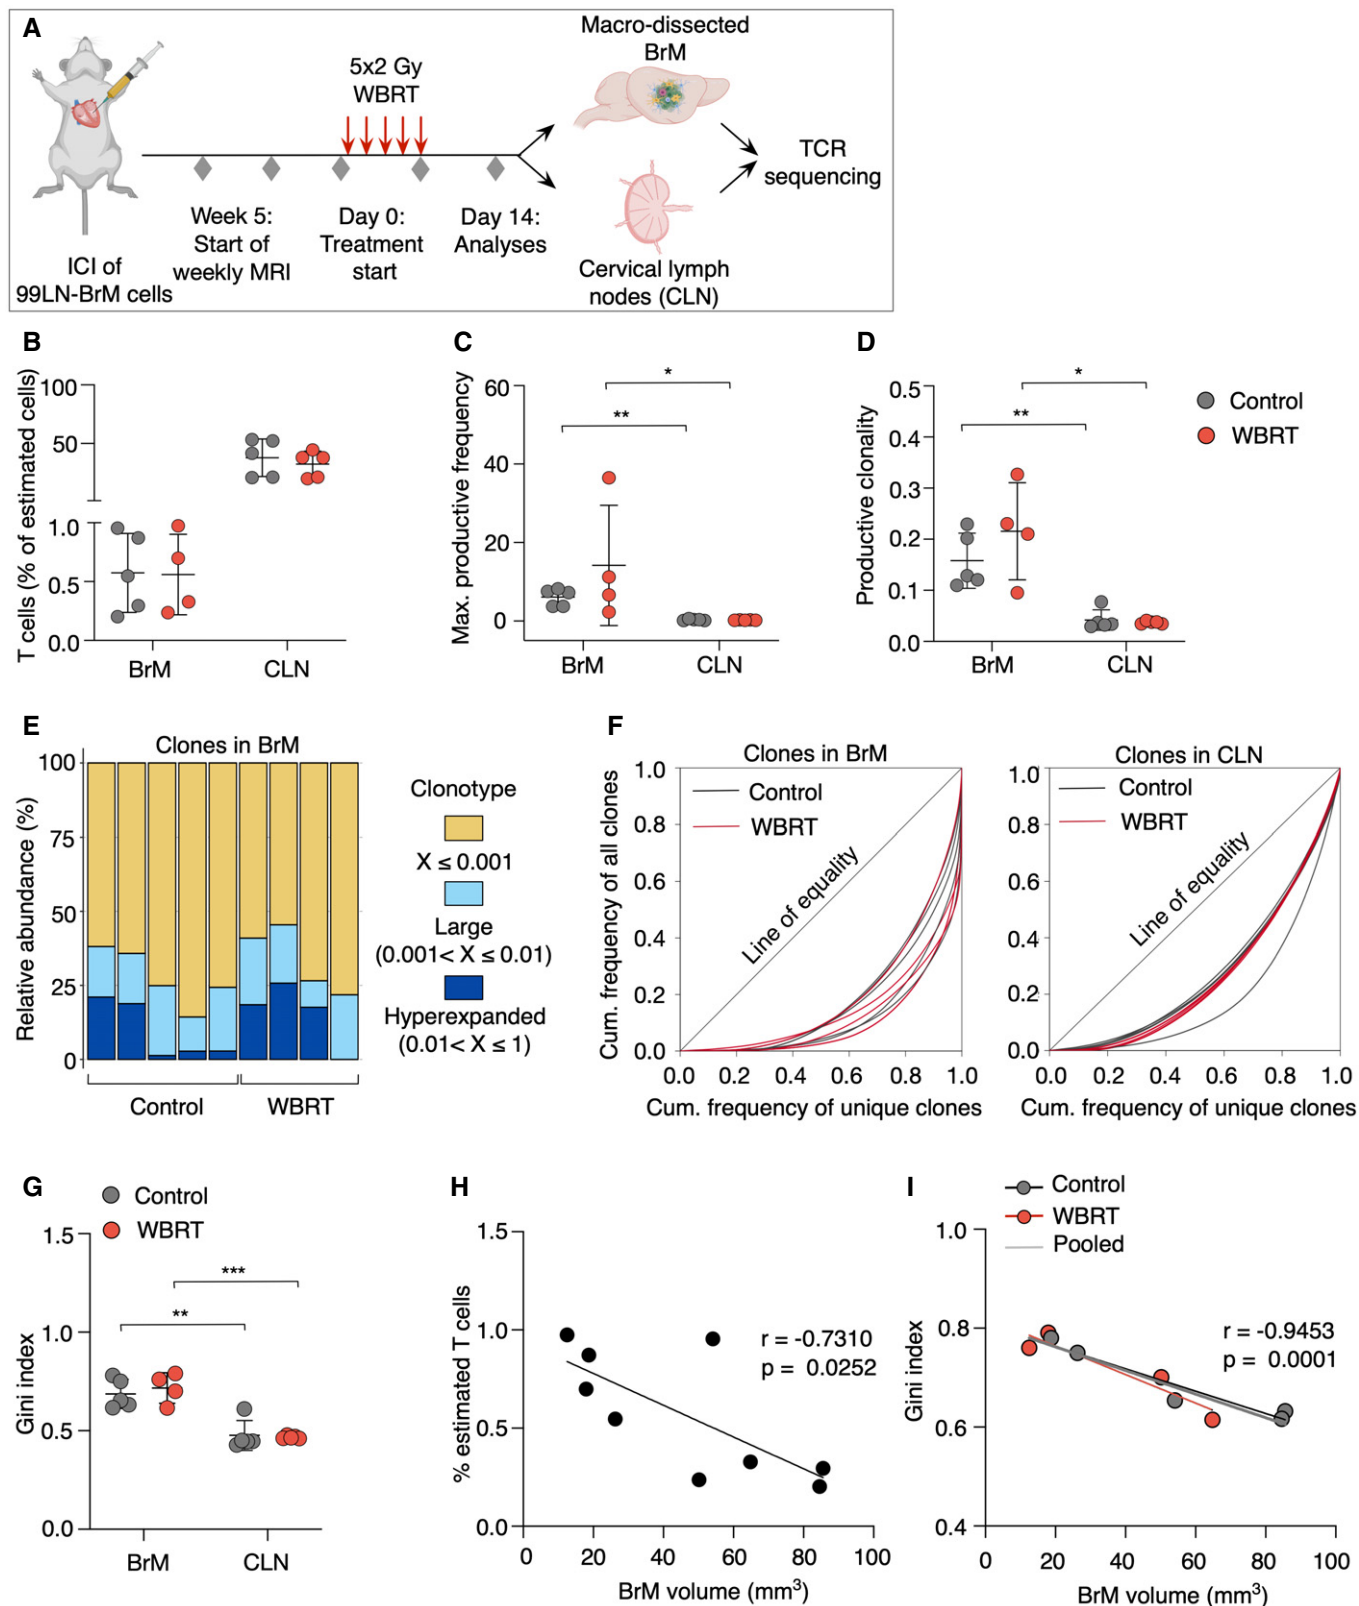 A
5x2 Gy
WBRT
Macro-dissected
BrM
TCR
sequencing
Week 5:
Start of
weekly MRI
Day 0:
Treatment
start
Day 14:
Analyses
ICI of
99LN-BrM cells
Cervical lymph
nodes (CLN)
B
T cells (% of estimated cells)
100
50
1.0
0.5
0.0
BrM
CLN
C
Max. productive frequency
60
40
20
0
**
*
BrM
CLN
D
Productive clonality
0.5
0.4
0.3
0.2
0.1
0.0
**
*
BrM
CLN
Control
WBRT
E
Clones in BrM
Relative abundance (%)
100
75
50
25
0
Control
WBRT
Clonotype
X ≤ 0.001
Large
(0.001< X ≤ 0.01)
Hyperexpanded
(0.01< X ≤ 1)
F
Clones in BrM
Cum. frequency of all clones
1.0
0.8
0.6
0.4
0.2
0.0
Control
WBRT
Line of equality
0.0 0.2 0.4 0.6 0.8 1.0
Cum. frequency of unique clones
Clones in CLN
1.0
0.8
0.6
0.4
0.2
0.0
Control
WBRT
Line of equality
0.0 0.2 0.4 0.6 0.8 1.0
Cum. frequency of unique clones
G
Control
WBRT
Gini index
1.5
1.0
0.5
0.0
**
***
BrM
CLN
H
% estimated T cells
1.5
1.0
0.5
0.0
r = -0.7310
p = 0.0252
0 20 40 60 80 100
BrM volume (mm³)
I
Control
WBRT
Pooled
Gini index
1.0
0.8
0.6
0.4
r = -0.9453
p = 0.0001
0 20 40 60 80 100
BrM volume (mm³)